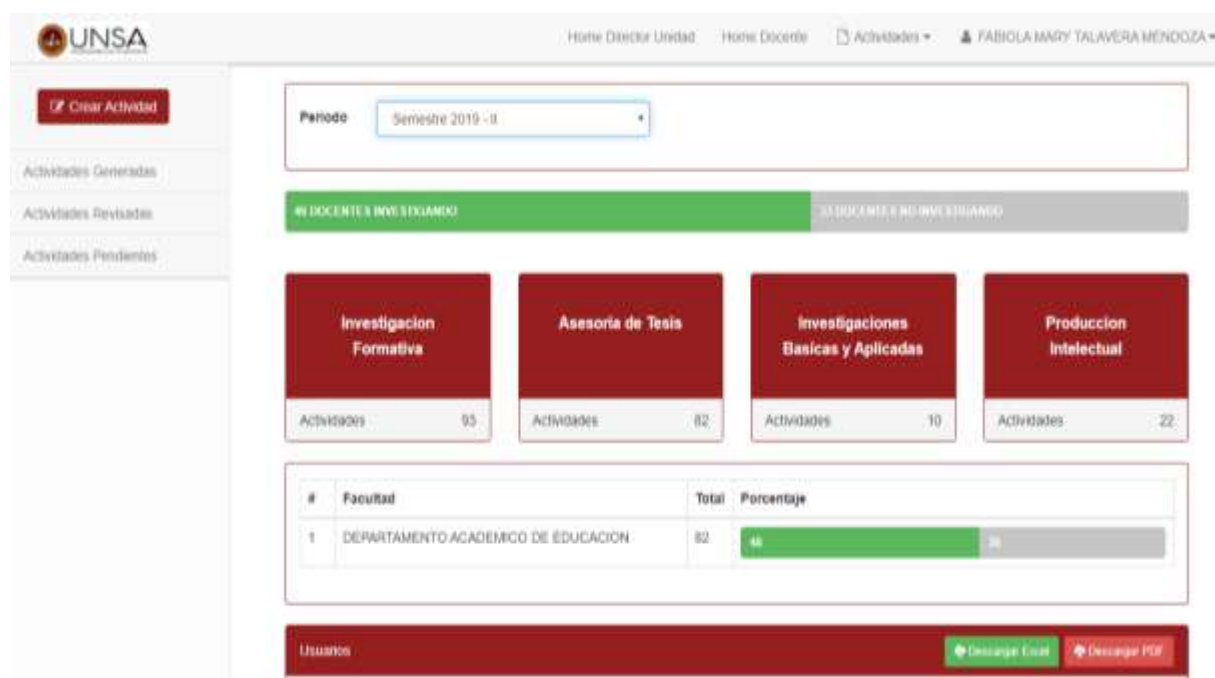 UNSA
Home Director Unidad Home Docente Actividades FABIOLA MARY TALAVERA MENDOZA
Crear Actividad
Actividades Generadas
Actividades Revisadas
Actividades Pendientes
Periodo Semestre 2019 - II
DOCENTES INVESTIGANDO DOCENTES NO INVESTIGANDO
Investigacion
Formativa
Actividades
Asesoria de Tesis
Actividades 82
Investigaciones
Basicas y Aplicadas
Actividades 10
Produccion
Intelectual
Actividades 22
# Facultad Total Porcentaje
1 DEPARTAMENTO ACADEMICO DE EDUCACION 82
Usuarios Descargar Excel Descargar PDF